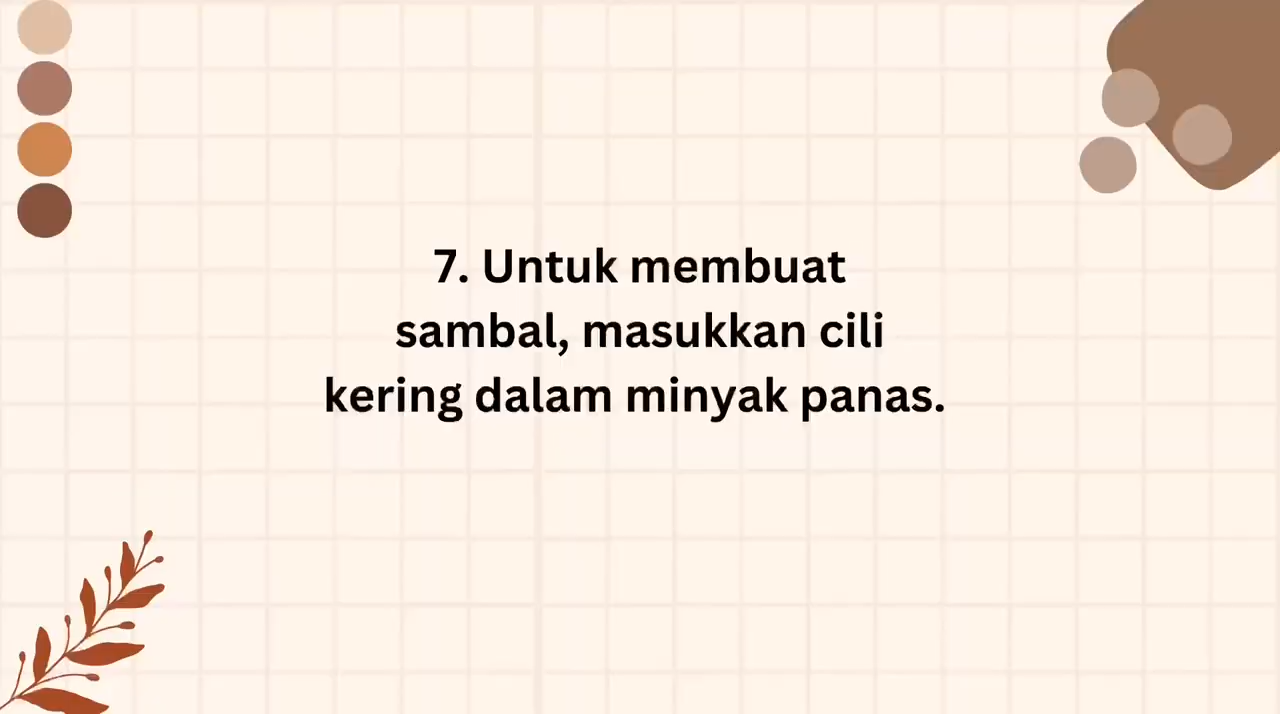 7. Untuk membuat
sambal, masukkan cili
kering dalam minyak panas.